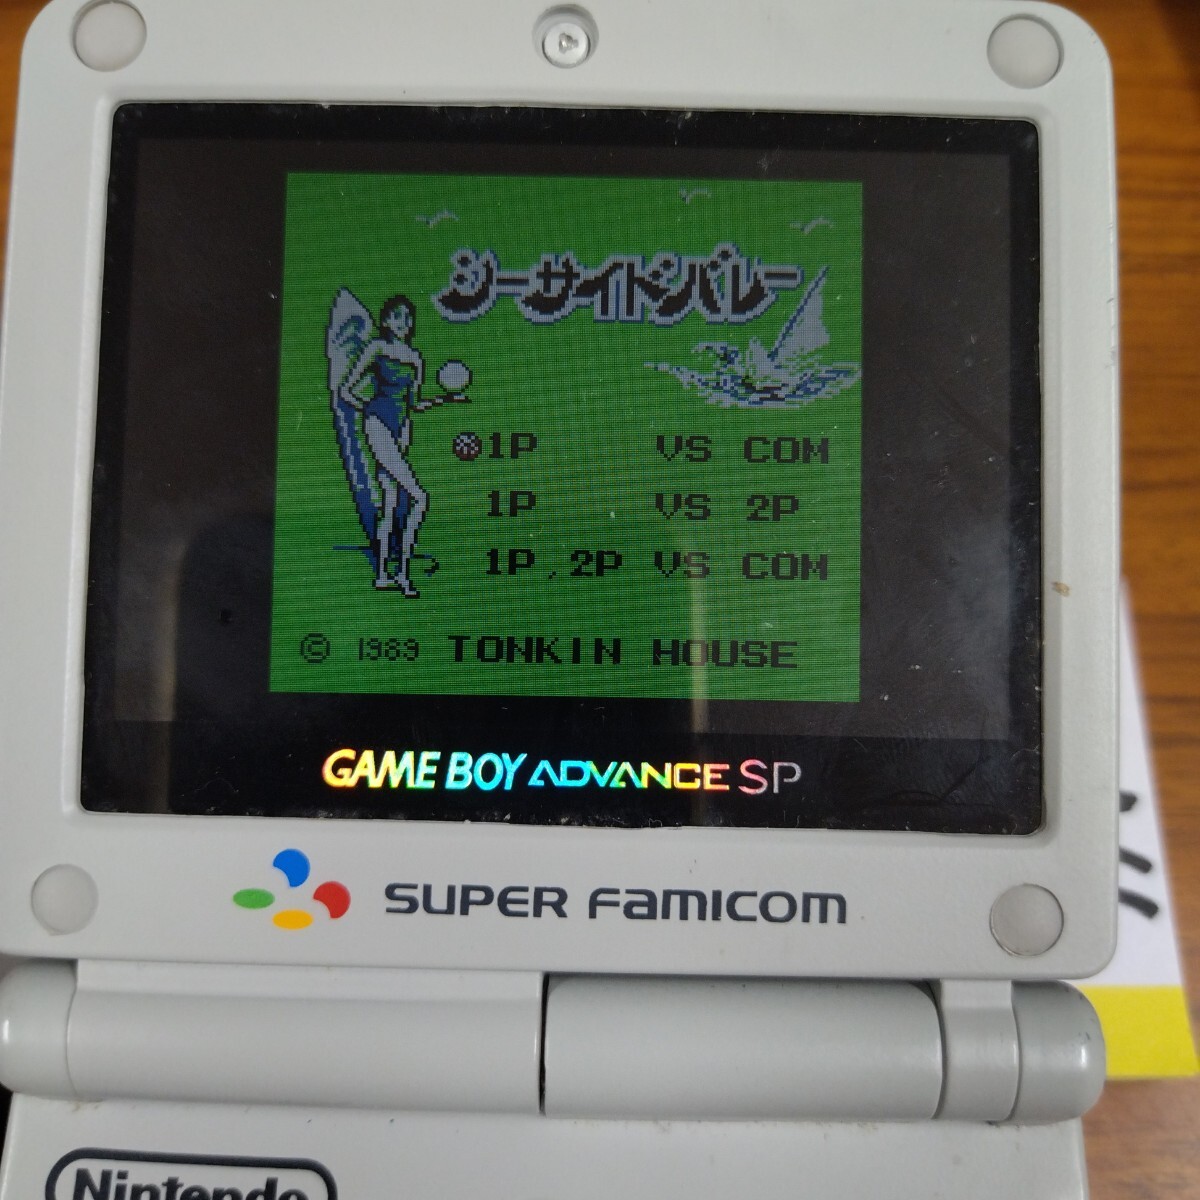 シーサイドバレー
1P VS COM
1P VS 2P
1P, 2P VS COM
© 1989 TONKIN HOUSE
GAME BOY ADVANCE SP
SUPER FAMICOM
Nintendo